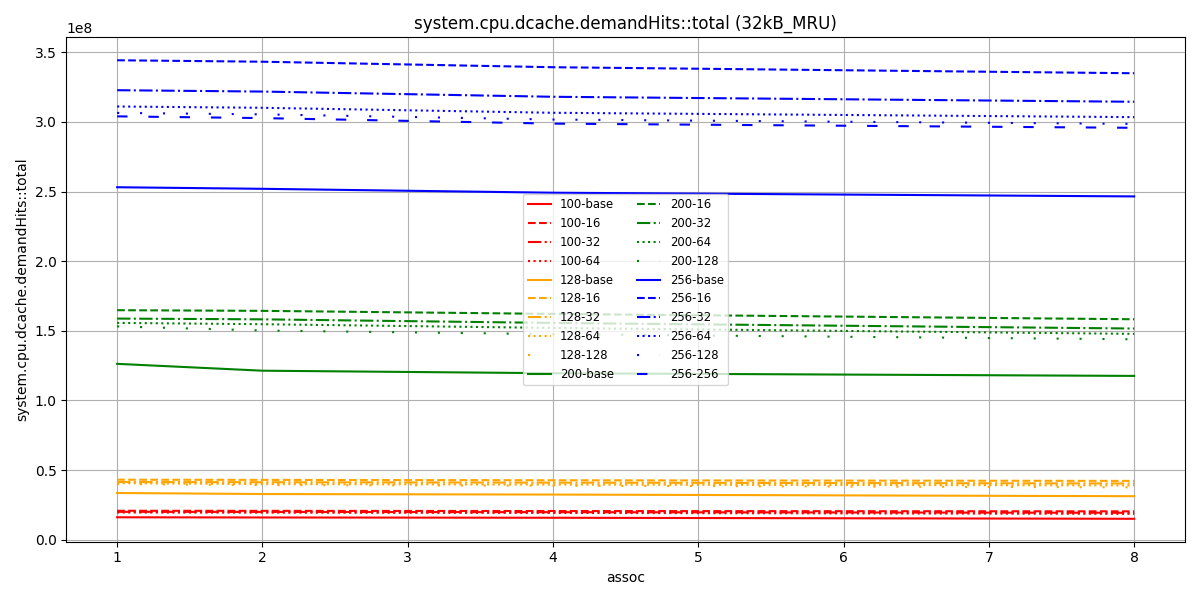 system.cpu.dcache.demandHits::total (32kB_MRU)
1e8
3.5
3.0
2.5
2.0
1.5
1.0
0.5
0.0
system.cpu.dcache.demandHits::total
100-base
100-16
100-32
100-64
128-base
128-16
128-32
128-64
128-128
200-base
200-16
200-32
200-64
200-128
256-base
256-16
256-32
256-64
256-128
256-256
1 2 3 4 5 6 7 8
assoc